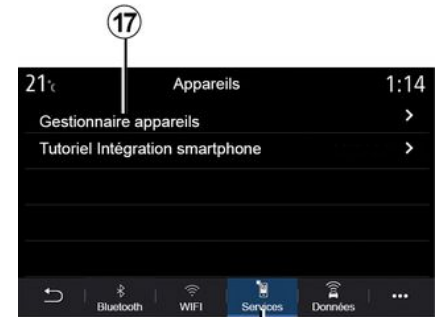 17
21°c Appareils 1:14
Gestionnaire appareils
Tutoriel Intégration smartphone
Bluetooth WIFI Services Données